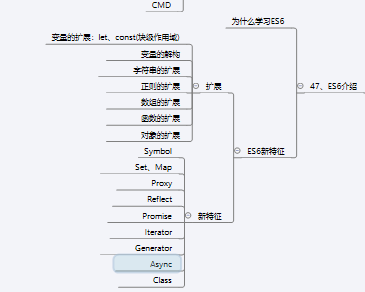 CMD
为什么学习ES6
变量的扩展：let、const(块级作用域)
变量的解构
字符串的扩展
正则的扩展
扩展
47、ES6介绍
数组的扩展
函数的扩展
对象的扩展
Symbol
ES6新特征
Set、Map
Proxy
Reflect
Promise
新特征
Iterator
Generator
Async
Class